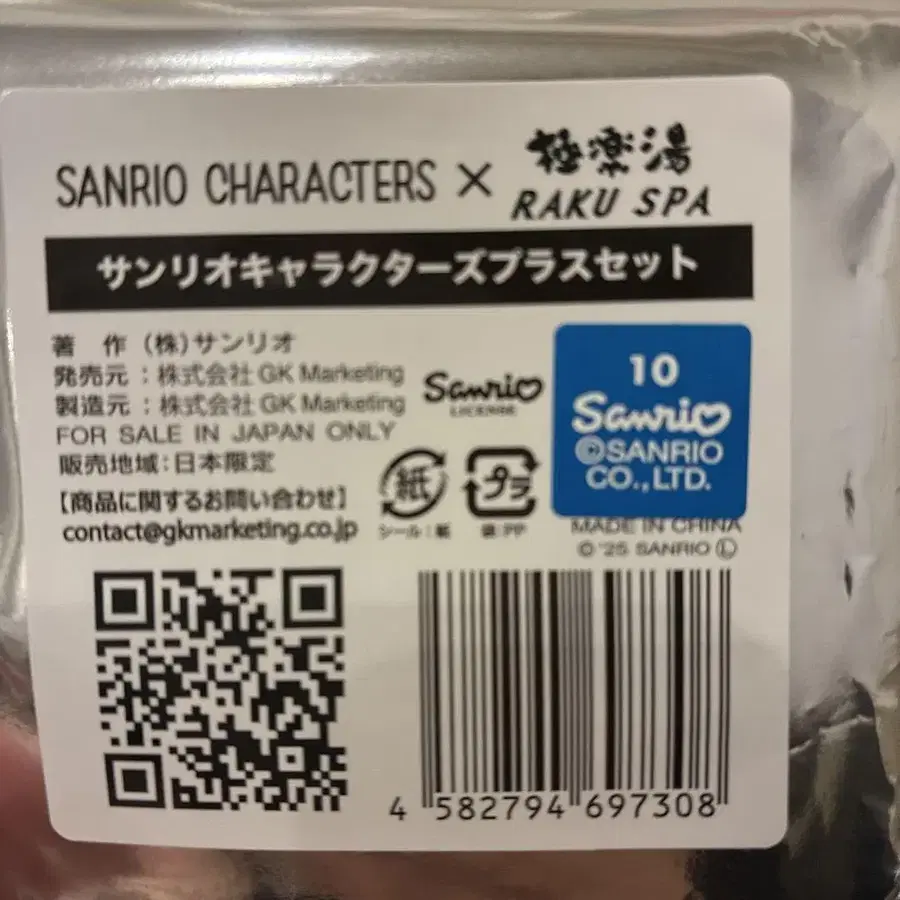 SANRIO CHARACTERS × 極楽湯 RAKU SPA
サンリオキャラクターズプラスセット
著 作 (株)サンリオ
発売元:株式会社 GK Marketing
製造元:株式会社 GK Marketing
FOR SALE IN JAPAN ONLY
販売地域:日本限定
【商品に関するお問い合わせ】
contact@gkmarketing.co.jp
Sanrio
LICENSE
紙
シール:紙
プラ
袋:PP
10
Sanrio
©SANRIO
CO.,LTD.
MADE IN CHINA
© '25 SANRIO Ⓛ
4 582794 697308